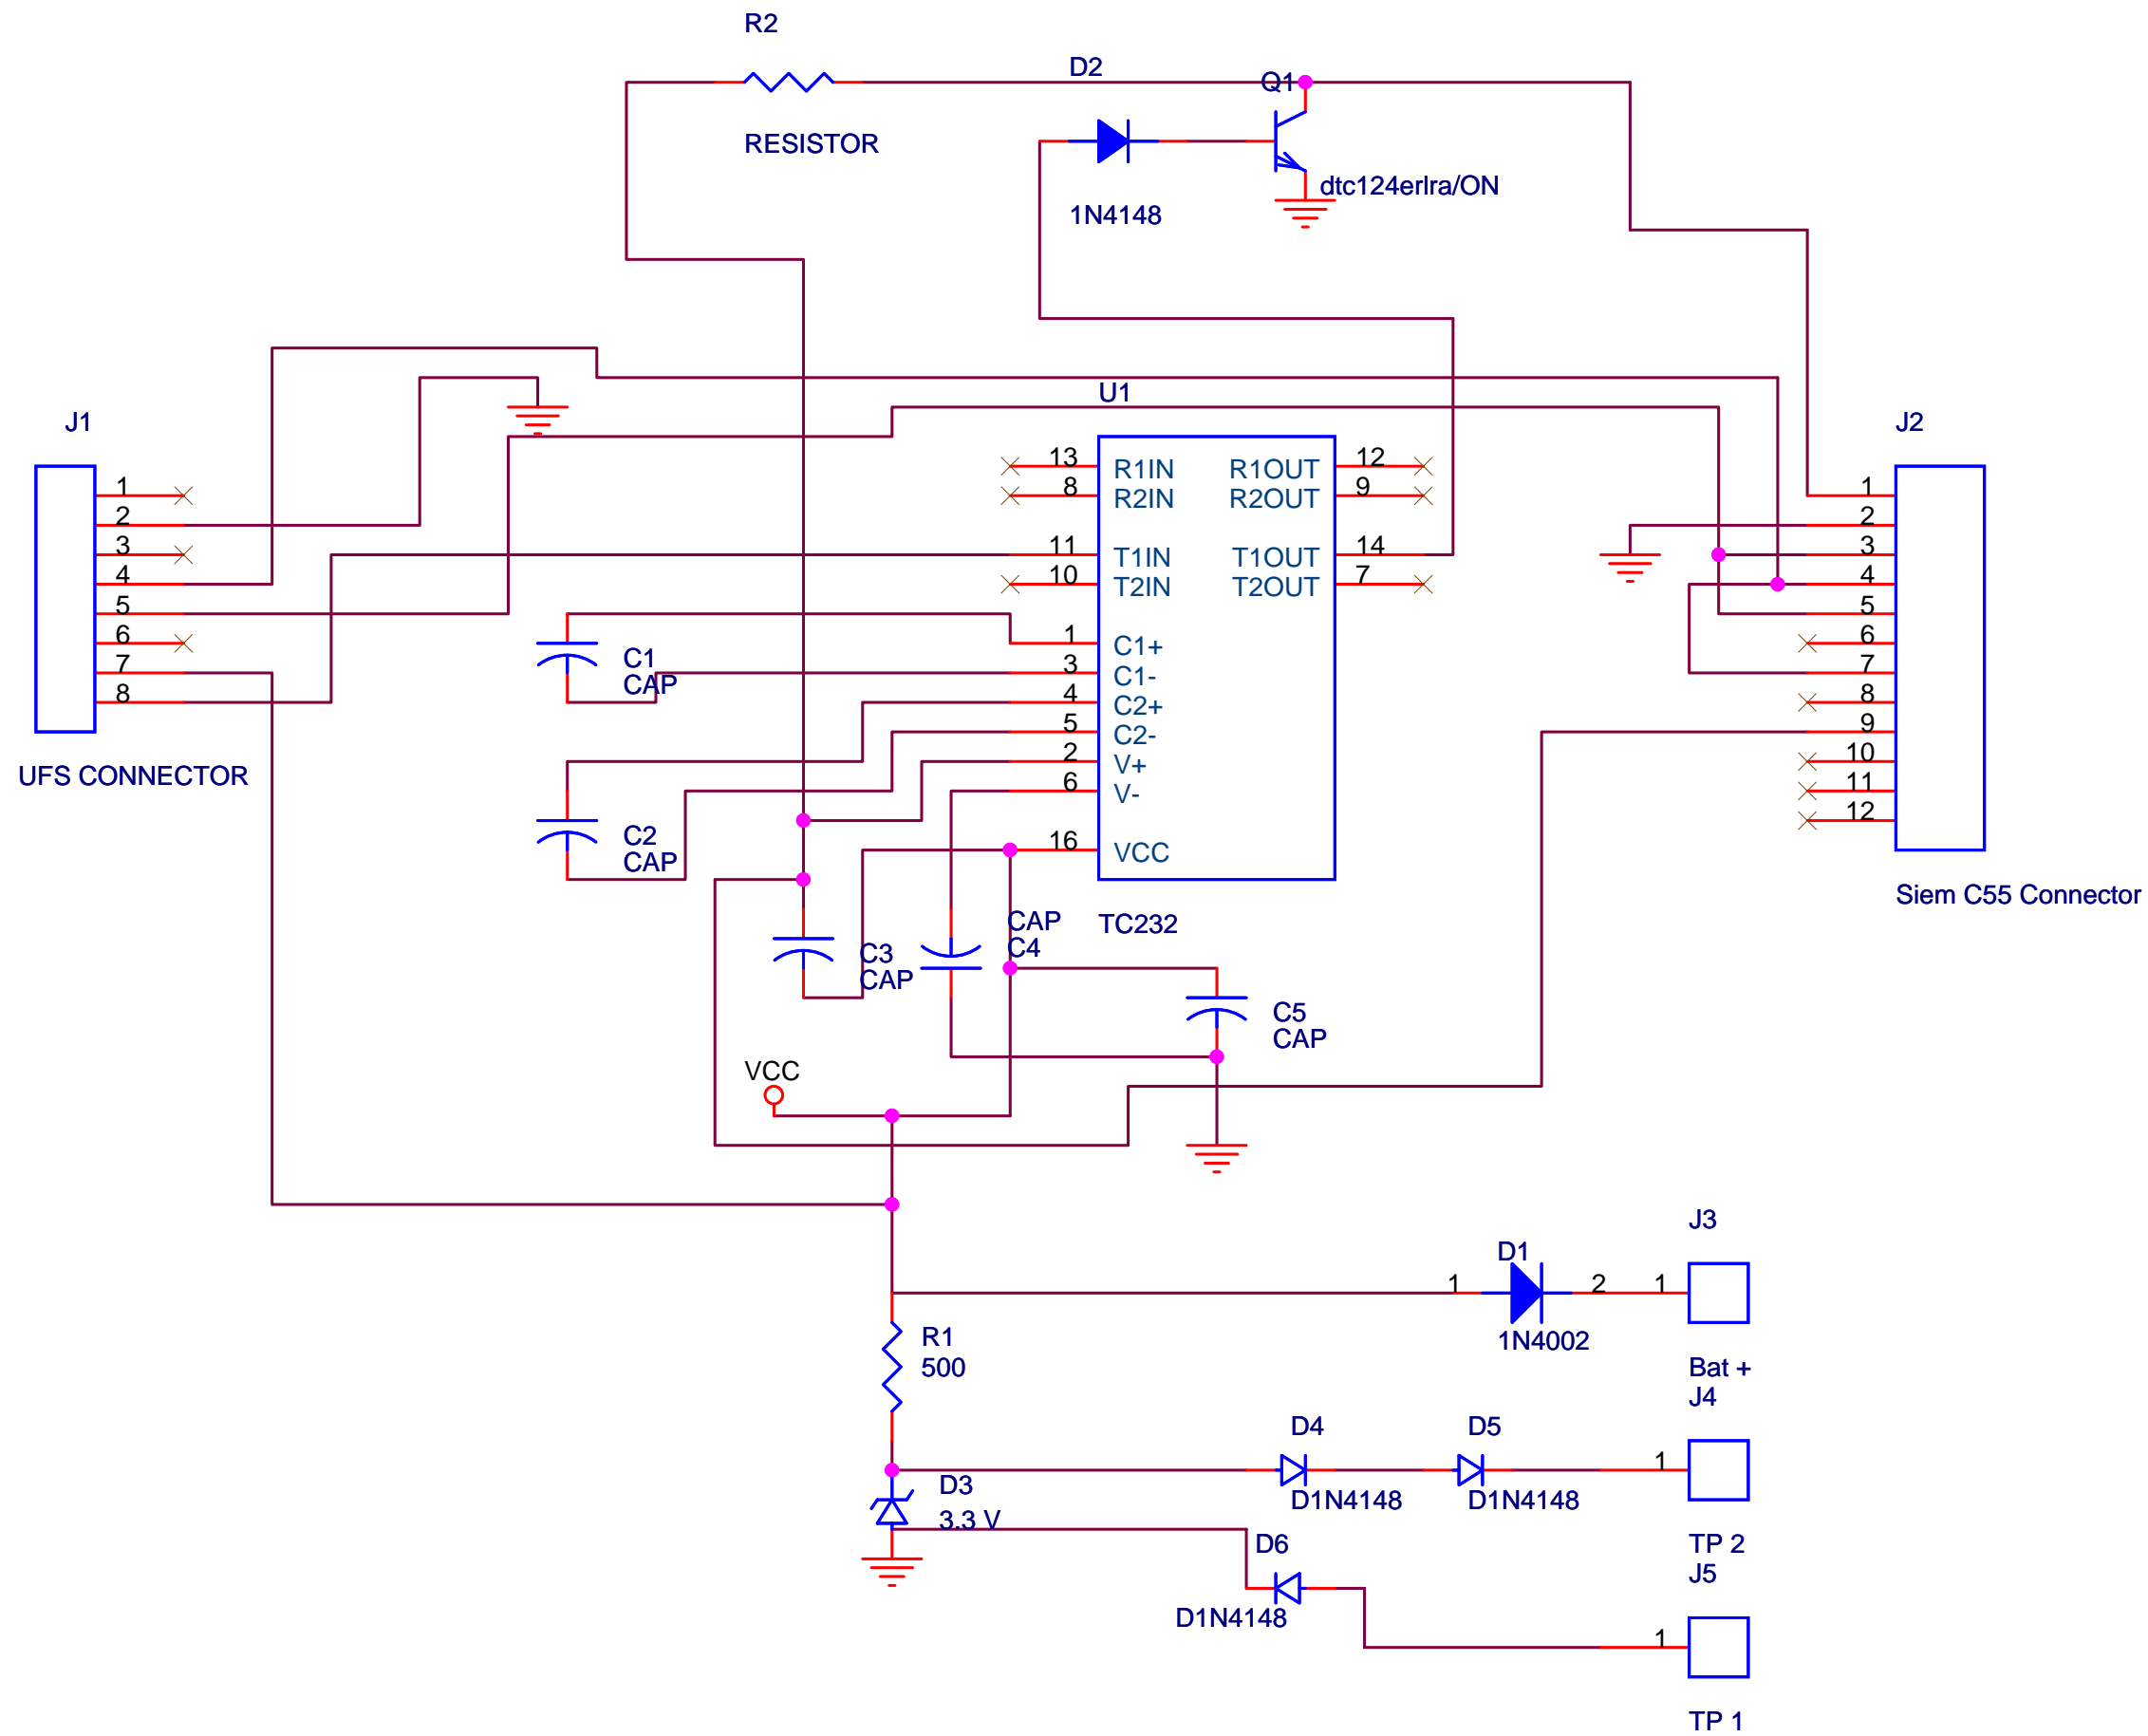 R2
D2
Q1
RESISTOR
dtc124erlra/ON
1N4148
J1
U1
J2
1
2
3
4
5
6
7
8
UFS CONNECTOR
13 R1IN R1OUT 12
8 R2IN R2OUT 9
11 T1IN T1OUT 14
10 T2IN T2OUT 7
1 C1+
3 C1-
4 C2+
5 C2-
2 V+
6 V-
16 VCC
TC232
1
2
3
4
5
6
7
8
9
10
11
12
Siem C55 Connector
C1
CAP
C2
CAP
C3
CAP
CAP
C4
C5
CAP
VCC
J3
D1
1 2 1
1N4002
Bat +
R1
500
J4
D4 D5
1
D1N4148 D1N4148
D3
3.3 V
TP 2
D6
J5
D1N4148
1
TP 1